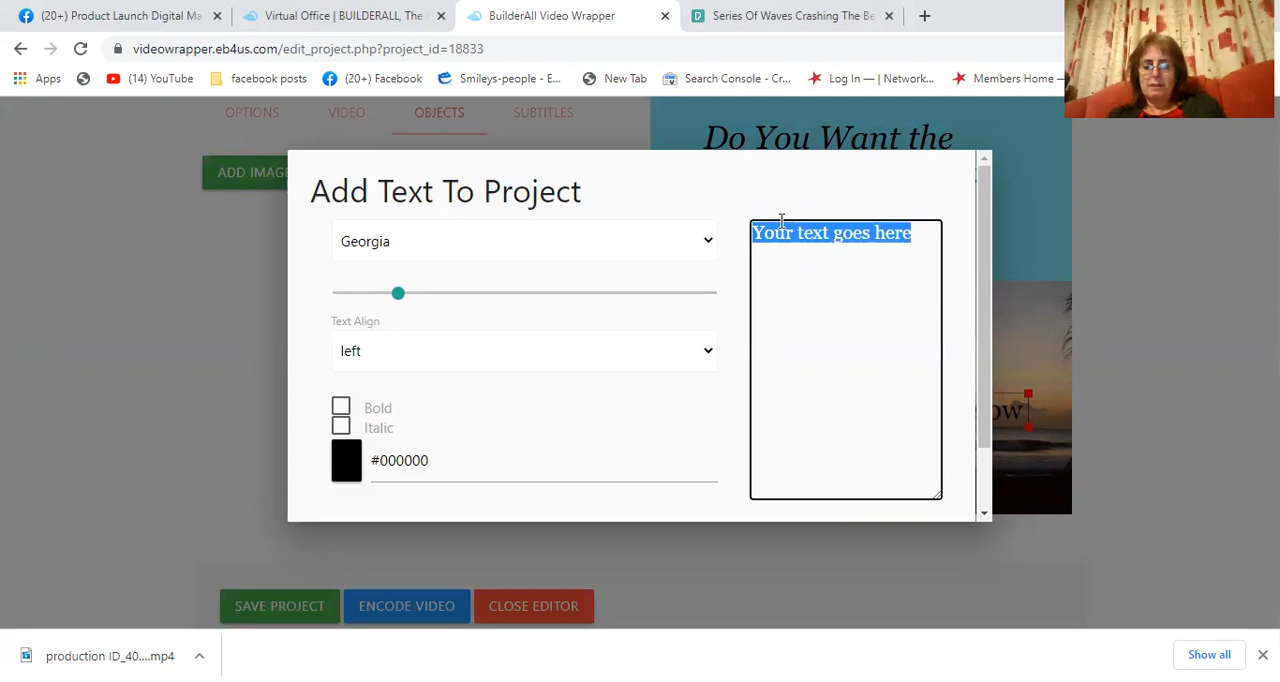 (20+) Product Launch Digital Ma
Virtual Office | BUILDERALL, The
BuilderAll Video Wrapper
Series Of Waves Crashing The Be
videowrapper.eb4us.com/edit_project.php?project_id=18833
Apps
(14) YouTube
facebook posts
(20+) Facebook
Smileys-people - E...
New Tab
Search Console - Cr...
Log In — | Network...
Members Home —
OPTIONS
VIDEO
OBJECTS
SUBTITLES
Do You Want the
ADD IMAGE
Add Text To Project
Georgia
Your text goes here
Text Align
left
Bold
Italic
#000000
ow
SAVE PROJECT
ENCODE VIDEO
CLOSE EDITOR
production ID_40....mp4
Show all